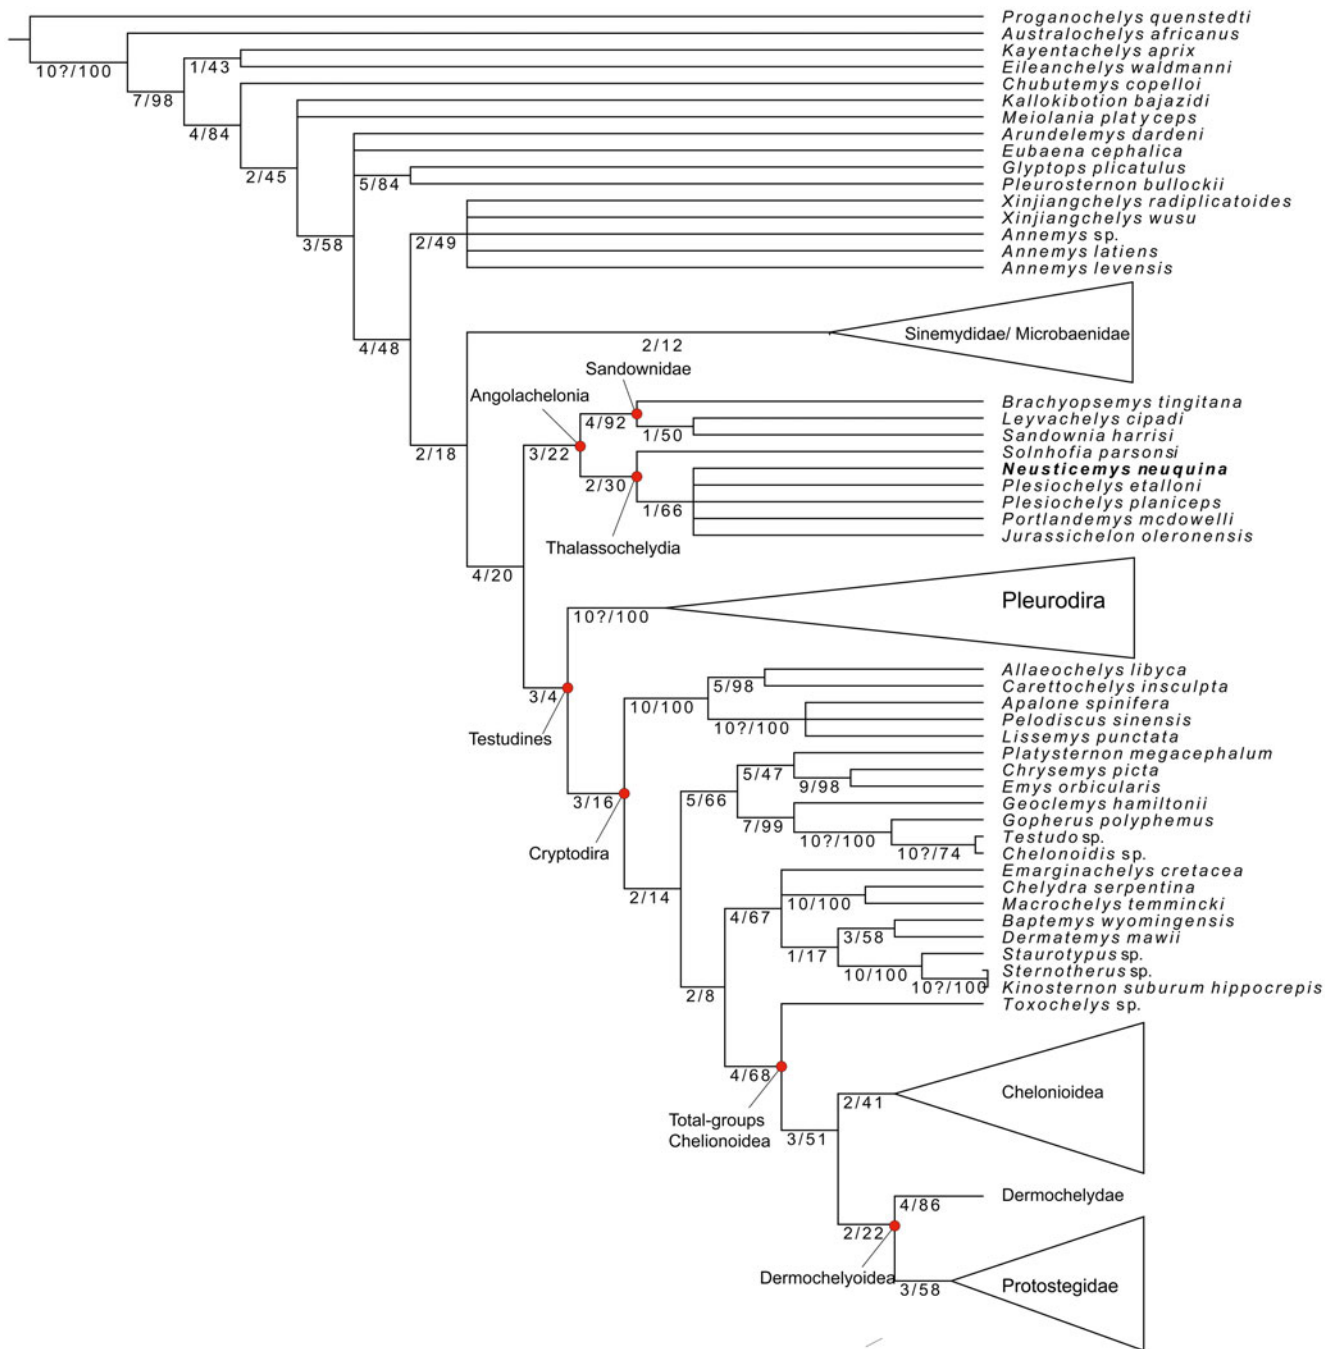 Proganochelys quenstedti
Australochelys africanus
10?/100
Kayentachelys aprix
1/43
Eileanchelys waldmanni
7/98
Chubutemys copelloi
4/84
Kallokibotion bajazidi
Meiolania platyceps
2/45
Arundelemys dardeni
Eubaena cephalica
Glyptops plicatulus
5/84
Pleurosternon bullockii
3/58
Xinjiangchelys radiplicatoides
Xinjiangchelys wusu
2/49
Annemys sp.
Annemys latiens
Annemys levensis
4/48
Sinemydidae/ Microbaenidae
2/12
Sandownidae
Angolachelonia
Brachyopsemys tingitana
4/92
Leyvachelys cipadi
1/50
Sandownia harrisi
2/18
3/22
Solnhofia parsonsi
Neusticemys neuquina
2/30
Plesiochelys etalloni
Plesiochelys planiceps
1/66
Portlandemys mcdowelli
Jurassichelon oleronensis
Thalassochelydia
4/20
Pleurodira
10?/100
3/4
Testudines
Allaeochelys libyca
5/98
Carettochelys insculpta
10/100
Apalone spinifera
Pelodiscus sinensis
10?/100
Lissemys punctata
Platysternon megacephalum
5/47
Chrysemys picta
9/98
Emys orbicularis
3/16
5/66
Geoclemys hamiltonii
7/99
Gopherus polyphemus
10?/100
Testudo sp.
10?/74
Chelonoidis sp.
Cryptodira
2/14
Emarginachelys cretacea
Chelydra serpentina
10/100
Macrochelys temmincki
4/67
Baptemys wyomingensis
3/58
Dermatemys mawii
1/17
Staurotypus sp.
10/100
Sternotherus sp.
10?/100
Kinosternon suburum hippocrepis
2/8
Toxochelys sp.
4/68
Total-groups
Chelionoidea
Chelonioidea
2/41
3/51
Dermochelydae
4/86
2/22
Dermochelyoidea
Protostegidae
3/58